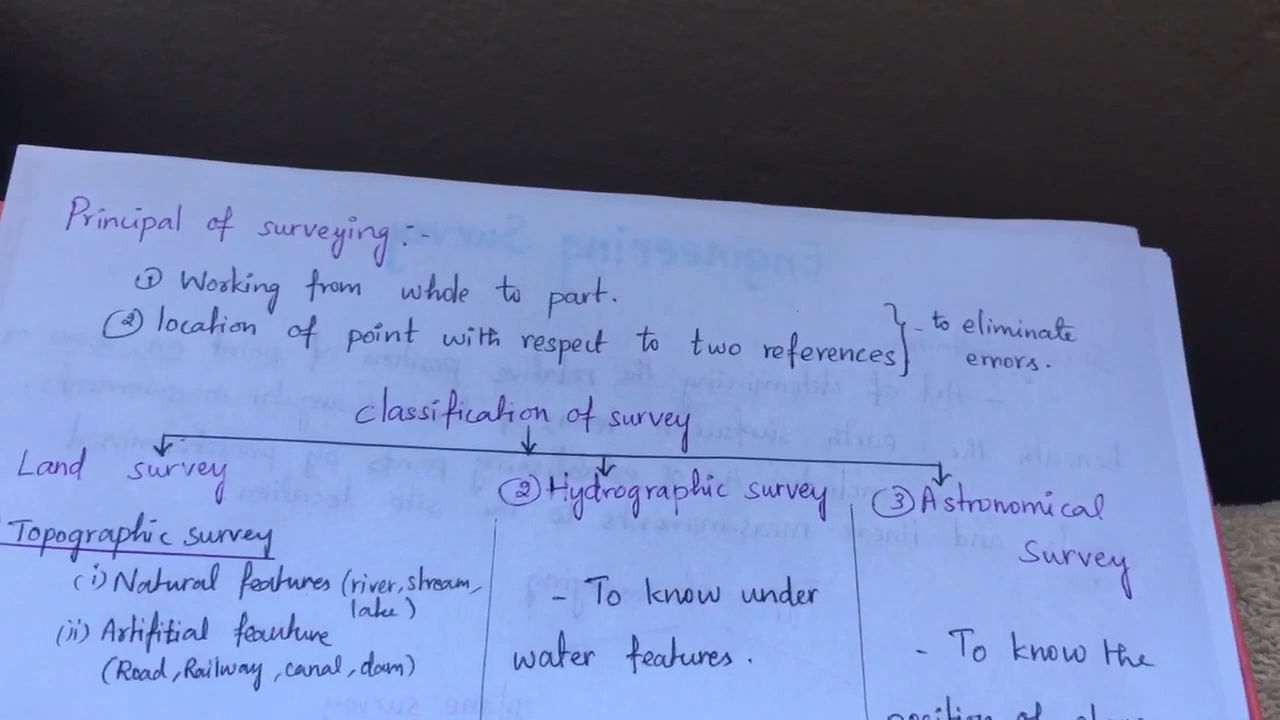 Principal of surveying :-
① Working from whole to part.
② location of point with respect to two references } - to eliminate
errors.
Classification of survey
Land survey
② Hydrographic survey
③ Astronomical
Survey
Topographic survey
(i) Natural features (river, stream,
lake)
(ii) Artifitial feauture
(Road, Railway, canal, dam)
- To know under
water features.
- To know the
position of